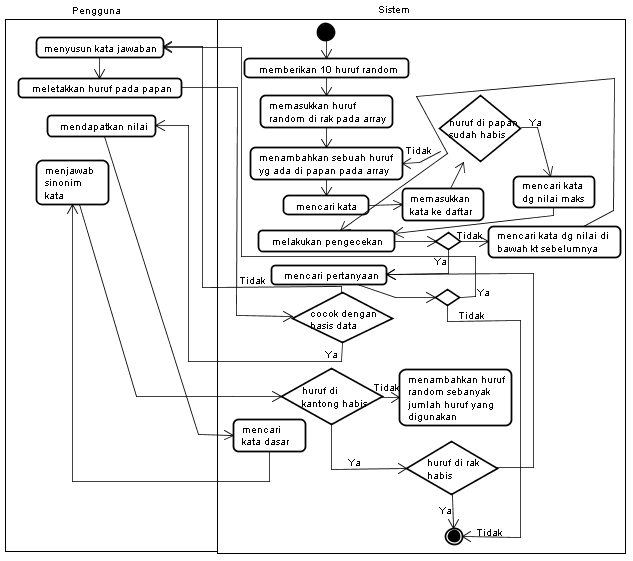 Pengguna
Sistem
menyusun kata jawaban
meletakkan huruf pada papan
mendapatkan nilai
menjawab
sinonim
kata
memberikan 10 huruf random
memasukkan huruf
random di rak pada array
menambahkan sebuah huruf
yg ada di papan pada array
mencari kata
memasukkan
kata ke daftar
huruf di papan
sudah habis
Ya
Tidak
mencari kata
dg nilai maks
melakukan pengecekan
Tidak
Ya
mencari kata dg nilai di
bawah kt sebelumnya
mencari pertanyaan
Ya
Tidak
Tidak
cocok dengan
basis data
Ya
huruf di
kantong habis
Tidak
menambahkan huruf
random sebanyak
jumlah huruf yang
digunakan
mencari
kata dasar
Ya
huruf di rak
habis
Ya
Tidak